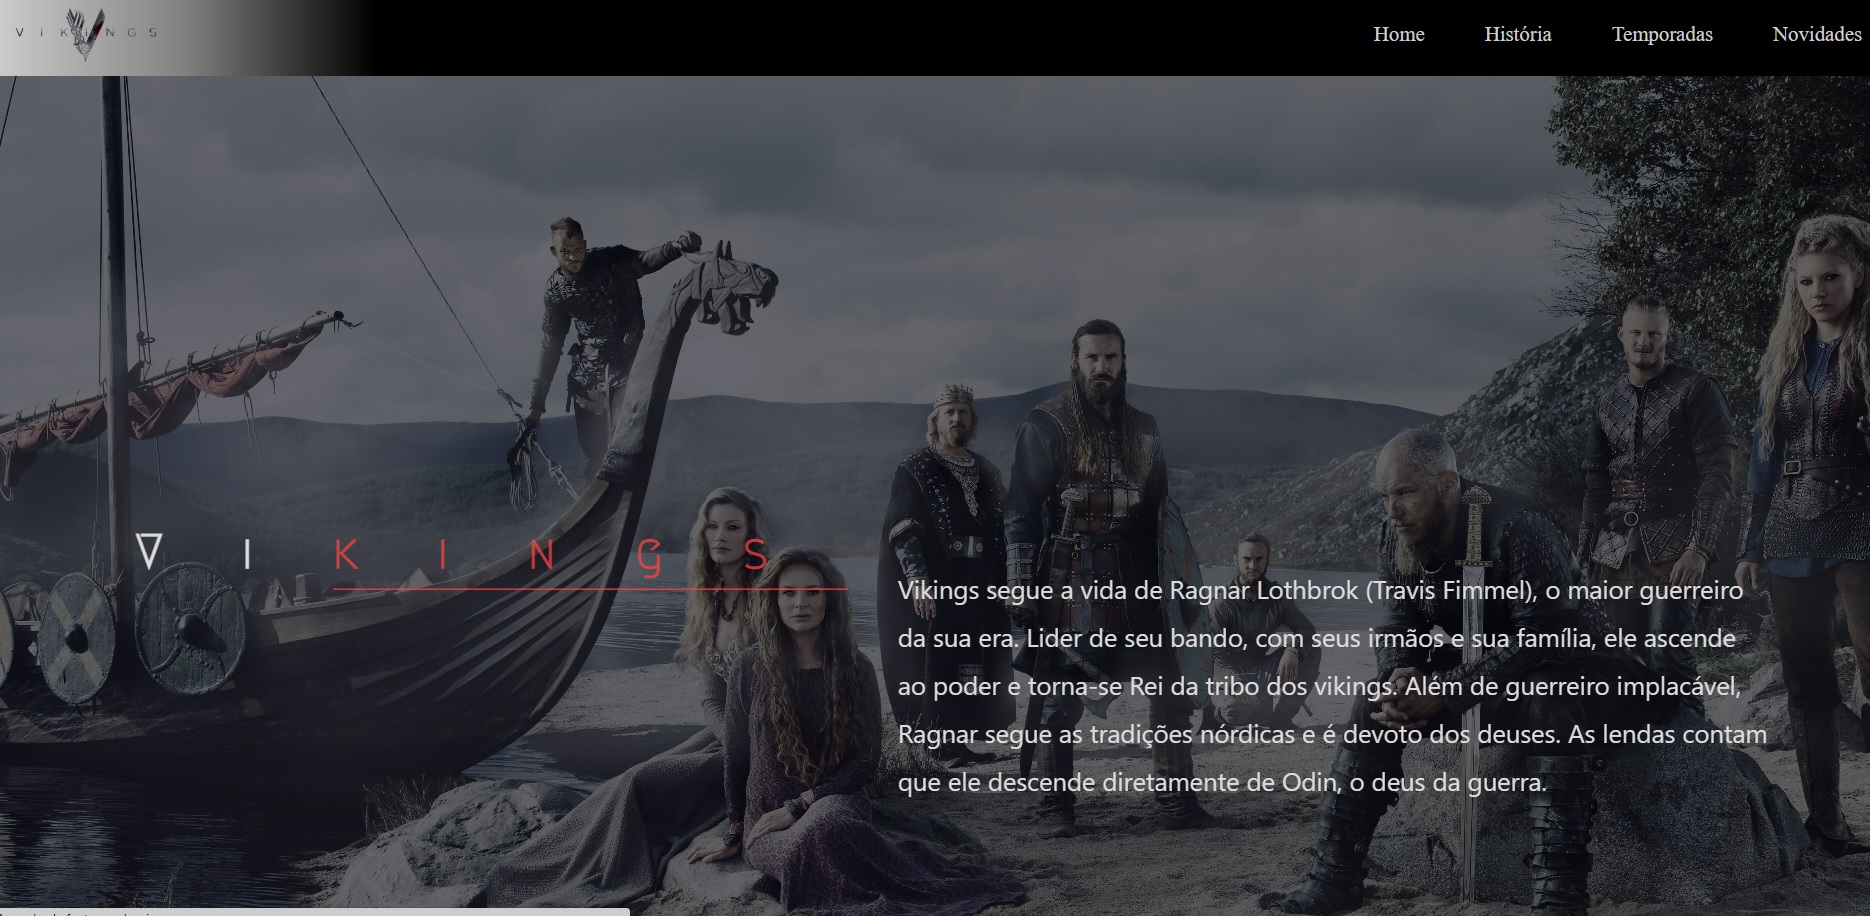 VIKINGS
Home
História
Temporadas
Novidades
VIKINGS
Vikings segue a vida de Ragnar Lothbrok (Travis Fimmel), o maior guerreiro
da sua era. Lider de seu bando, com seus irmãos e sua família, ele ascende
ao poder e torna-se Rei da tribo dos vikings. Além de guerreiro implacável,
Ragnar segue as tradições nórdicas e é devoto dos deuses. As lendas contam
que ele descende diretamente de Odin, o deus da guerra.